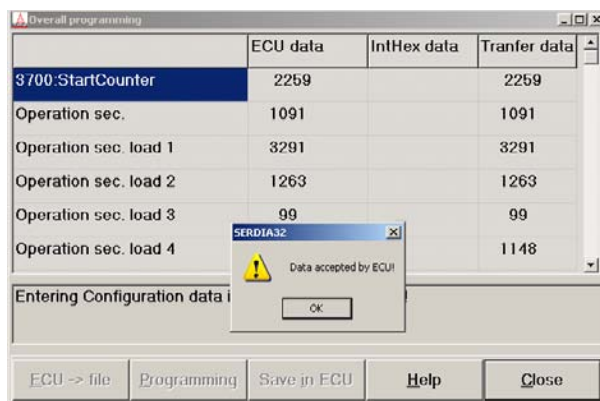 Overall programming
ECU data IntHex data Tranfer data
3700:StartCounter 2259 2259
Operation sec. 1091 1091
Operation sec. load 1 3291 3291
Operation sec. load 2 1263 1263
Operation sec. load 3 99 99
SERDIA32
Operation sec. load 4 1148
Data accepted by ECU!
Entering Configuration data i !
OK
ECU -> file Programming Save in ECU Help Close